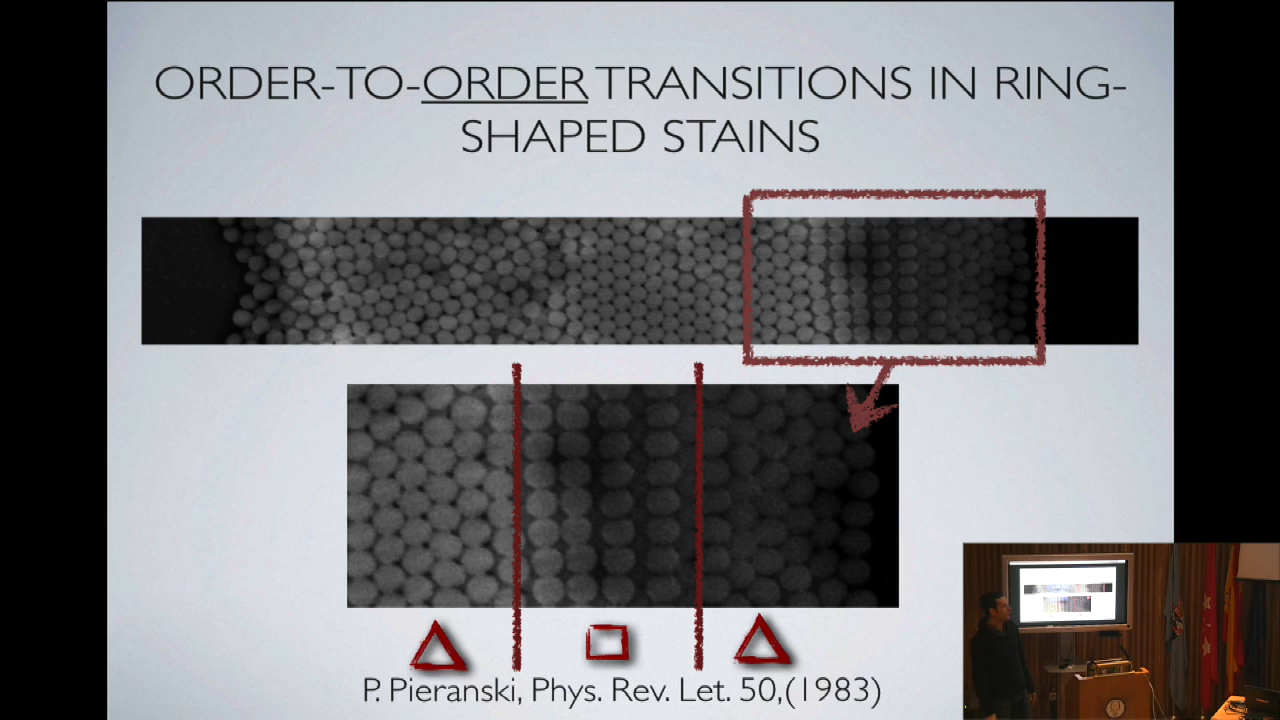 ORDER-TO-ORDER TRANSITIONS IN RING-
SHAPED STAINS
P. Pieranski, Phys. Rev. Let. 50,(1983)